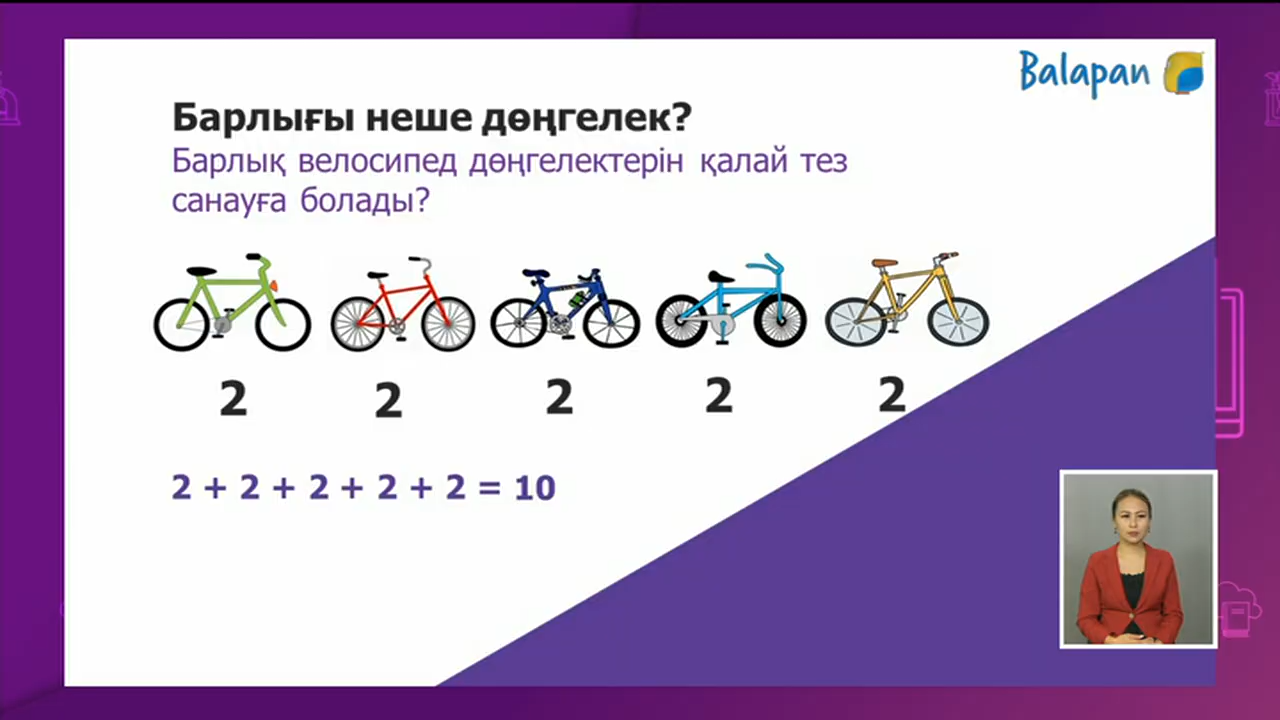 Balapan
Барлығы неше дөңгелек?
Барлық велосипед дөңгелектерін қалай тез
санауға болады?
2 2 2 2 2
2 + 2 + 2 + 2 + 2 = 10